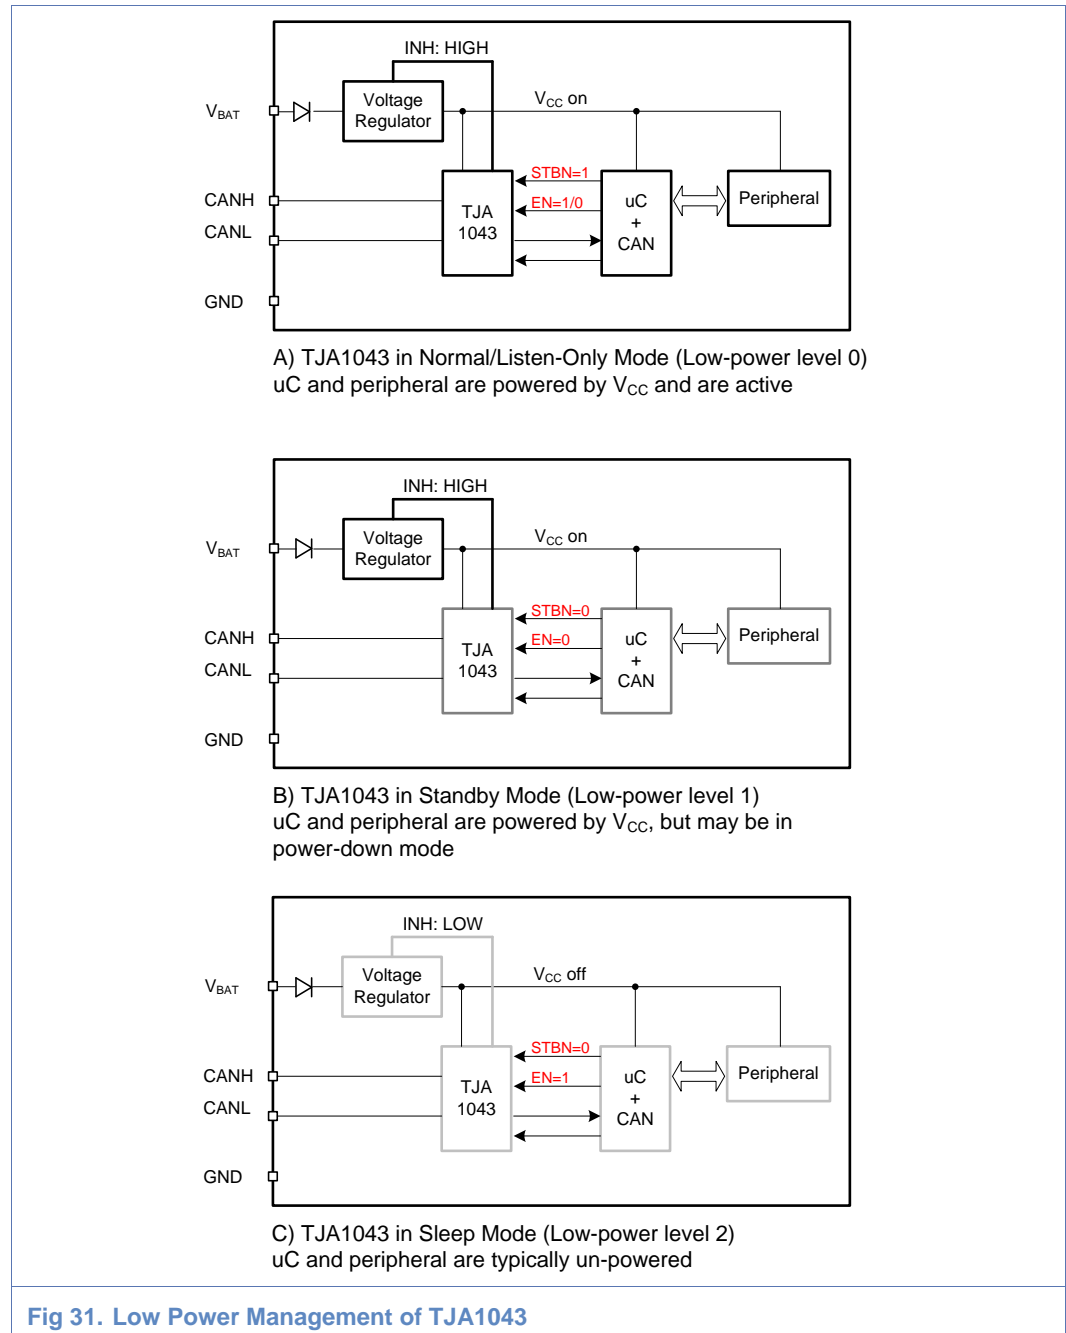 INH: HIGH
Voltage
Regulator
VBAT
VCC on
STBN=1
EN=1/0
CANH
CANL
TJA
1043
uC
+
CAN
Peripheral
GND
A) TJA1043 in Normal/Listen-Only Mode (Low-power level 0)
uC and peripheral are powered by VCC and are active
INH: HIGH
Voltage
Regulator
VBAT
VCC on
STBN=0
EN=0
CANH
CANL
TJA
1043
uC
+
CAN
Peripheral
GND
B) TJA1043 in Standby Mode (Low-power level 1)
uC and peripheral are powered by VCC, but may be in
power-down mode
INH: LOW
Voltage
Regulator
VBAT
VCC off
STBN=0
EN=1
CANH
CANL
TJA
1043
uC
+
CAN
Peripheral
GND
C) TJA1043 in Sleep Mode (Low-power level 2)
uC and peripheral are typically un-powered
Fig 31. Low Power Management of TJA1043